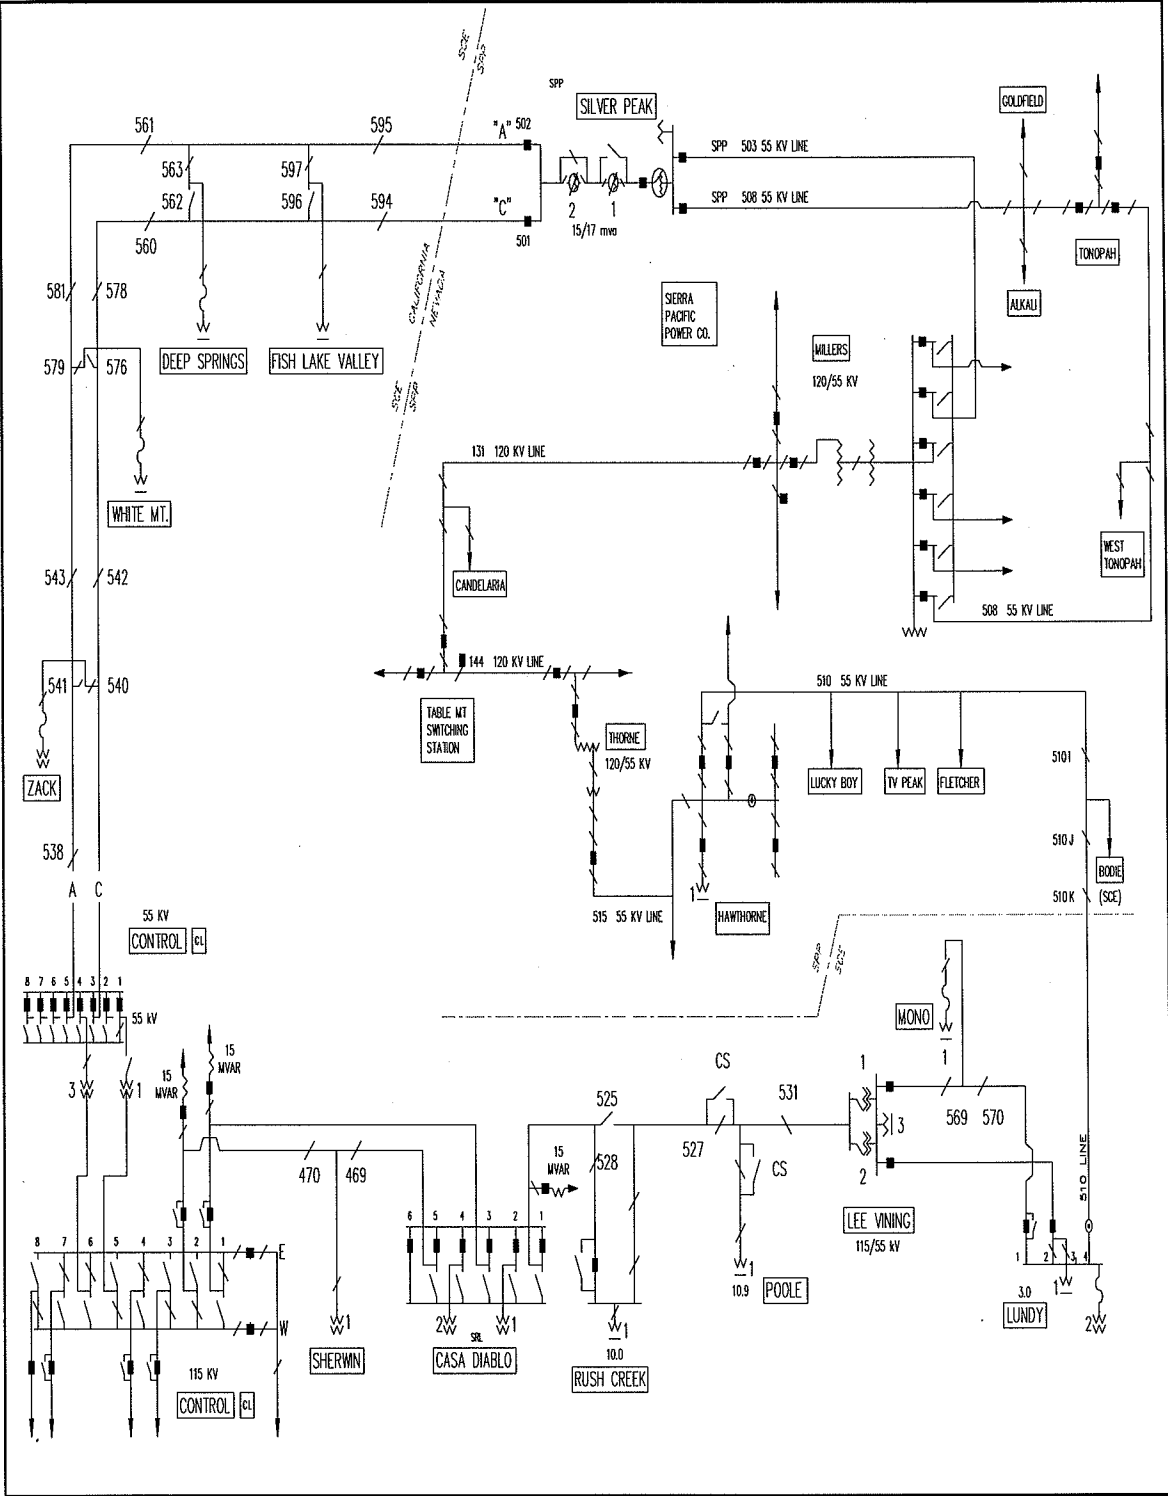 SCE
SPP
SPP
SILVER PEAK
GOLDFIELD
561
595
"A"
502
563
597
SPP 503 55 KV LINE
562
596
594
"C"
501
2
1
15/17 mva
SPP 508 55 KV LINE
560
TONOPAH
ALKALI
CALIFORNIA
NEVADA
581
578
SIERRA
PACIFIC
POWER CO.
579
576
DEEP SPRINGS
FISH LAKE VALLEY
MILLERS
120/55 KV
SCE
SPP
131 120 KV LINE
WHITE MT.
WEST
TONOPAH
543
542
CANDELARIA
508 55 KV LINE
144 120 KV LINE
541
540
510 55 KV LINE
TABLE MT
SWITCHING
STATION
THORNE
120/55 KV
510 I
ZACK
LUCKY BOY
TV PEAK
FLETCHER
510 J
538
BODIE
(SCE)
A C
1
510 K
55 KV
CONTROL
CL
515 55 KV LINE
HAWTHORNE
SPP
SCE
8 7 6 5 4 3 2 1
55 kV
MONO
1
15
MVAR
15
MVAR
3
1
CS
1
525
531
569
570
3
527
15
MVAR
528
CS
470
469
2
510 LINE
LEE VINING
115/55 kV
6 5 4 3 2 1
8 7 6 5 4 3 2 1
E
1
2
3
4
1
1
10.9
POOLE
3.0
LUNDY
2
W
1
2
1
1
SHERWIN
SRL
CASA DIABLO
10.0
RUSH CREEK
115 KV
CONTROL
CL